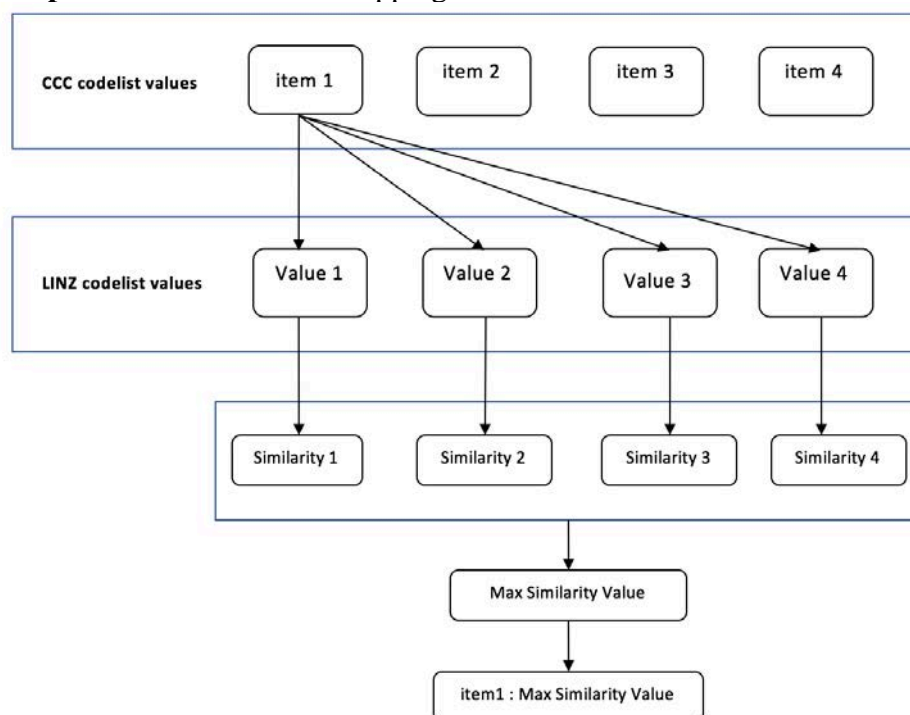 CCC codelist values
item 1
item 2
item 3
item 4
LINZ codelist values
Value 1
Value 2
Value 3
Value 4
Similarity 1
Similarity 2
Similarity 3
Similarity 4
Max Similarity Value
item1 : Max Similarity Value